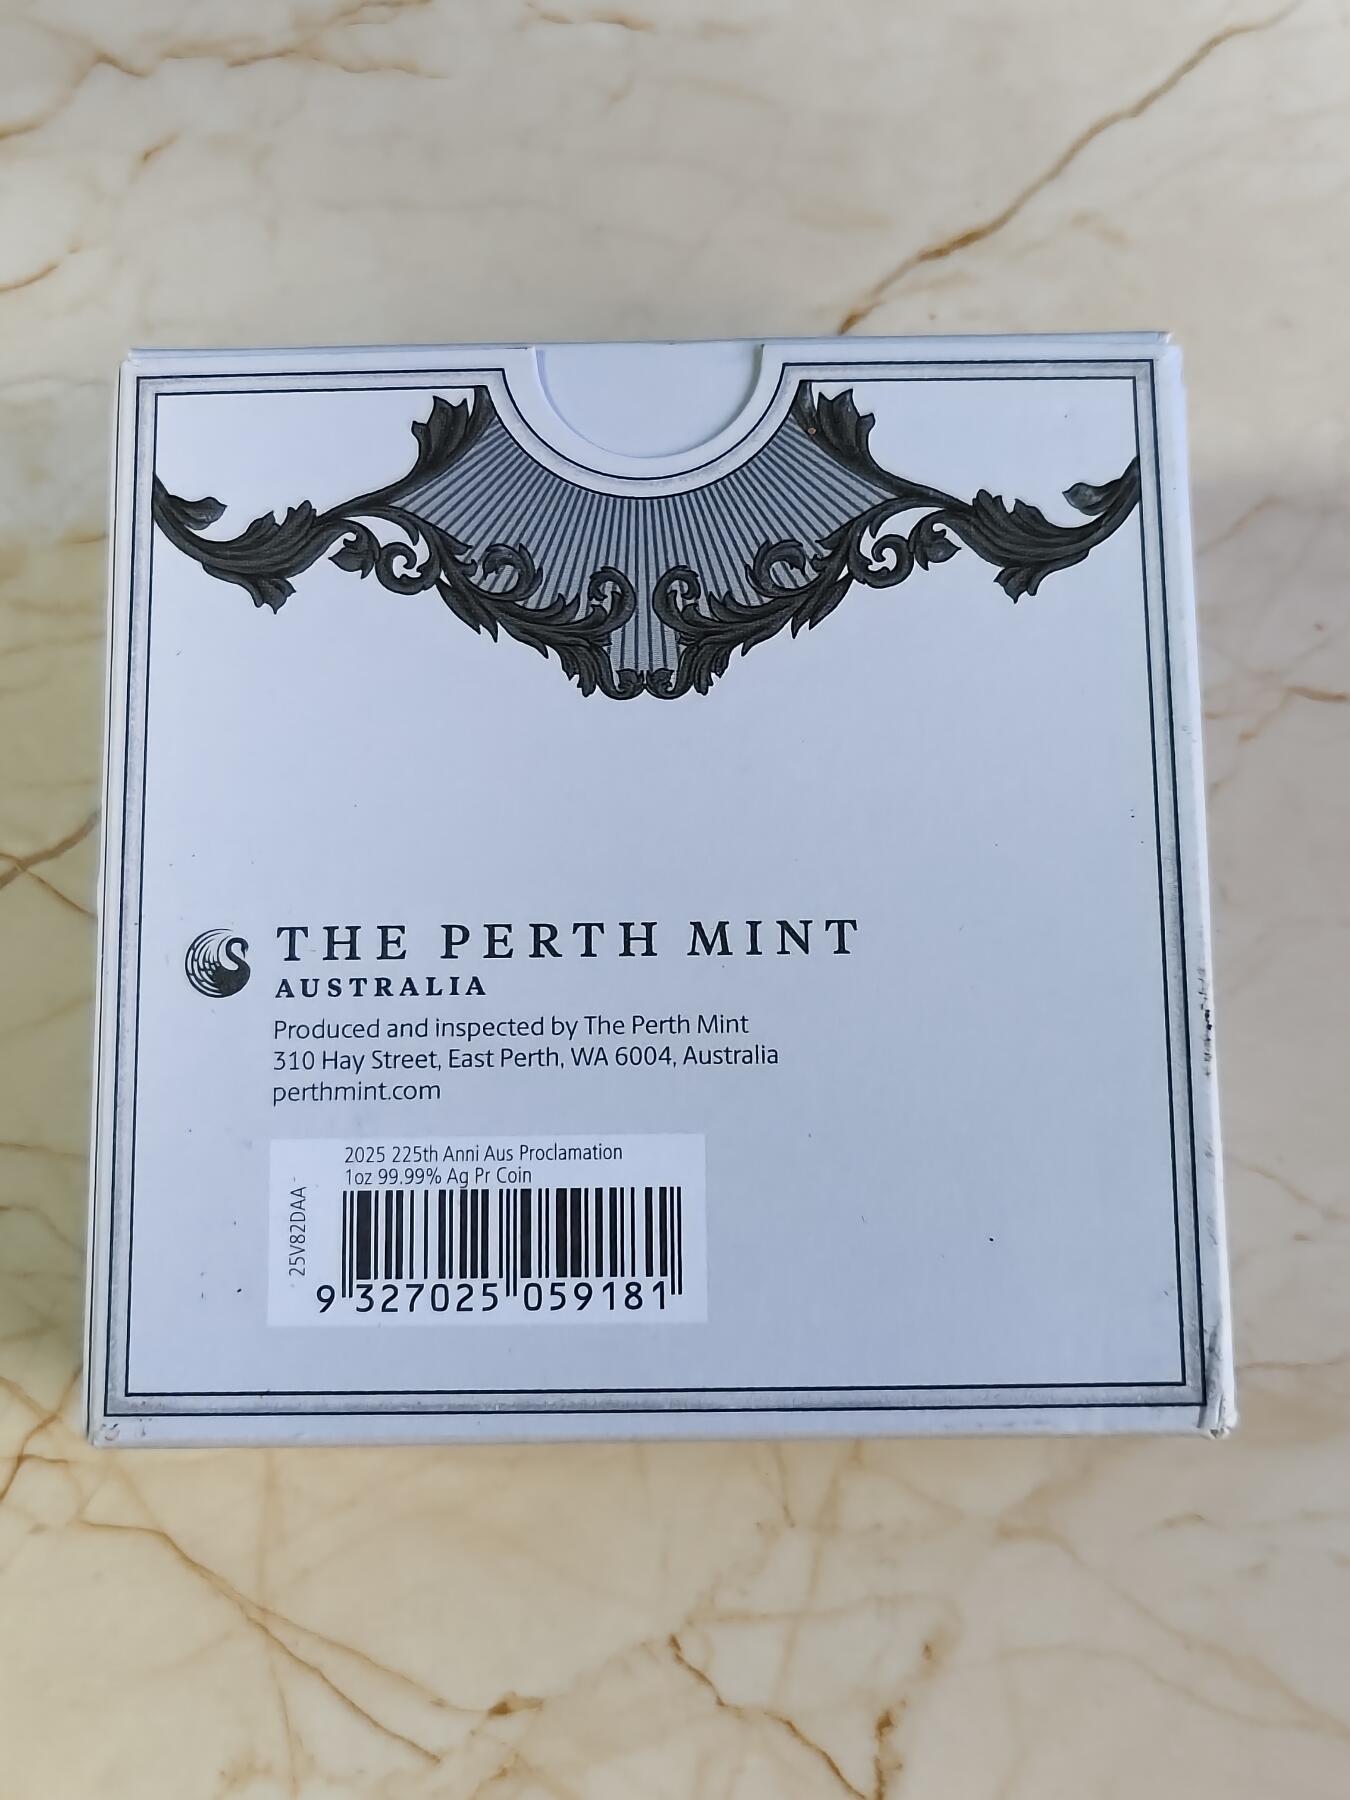 THE PERTH MINT
AUSTRALIA
Produced and inspected by The Perth Mint
310 Hay Street, East Perth, WA 6004, Australia
perthmint.com
2025 225th Anni Aus Proclamation
1oz 99.99% Ag Pr Coin
25V82DAA
9 327025 059181